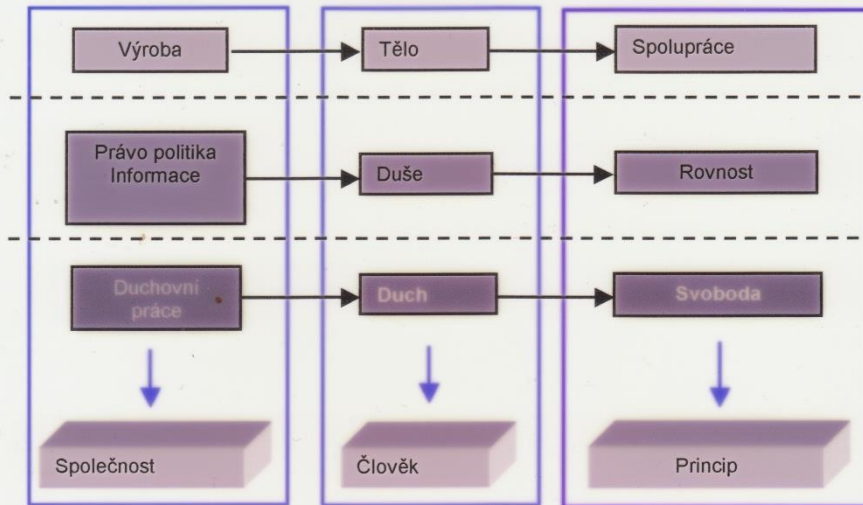 Výroba
Tělo
Spolupráce
Právo politika
Informace
Duše
Rovnost
Duchovní
práce
Duch
Svoboda
Společnost
Člověk
Princip